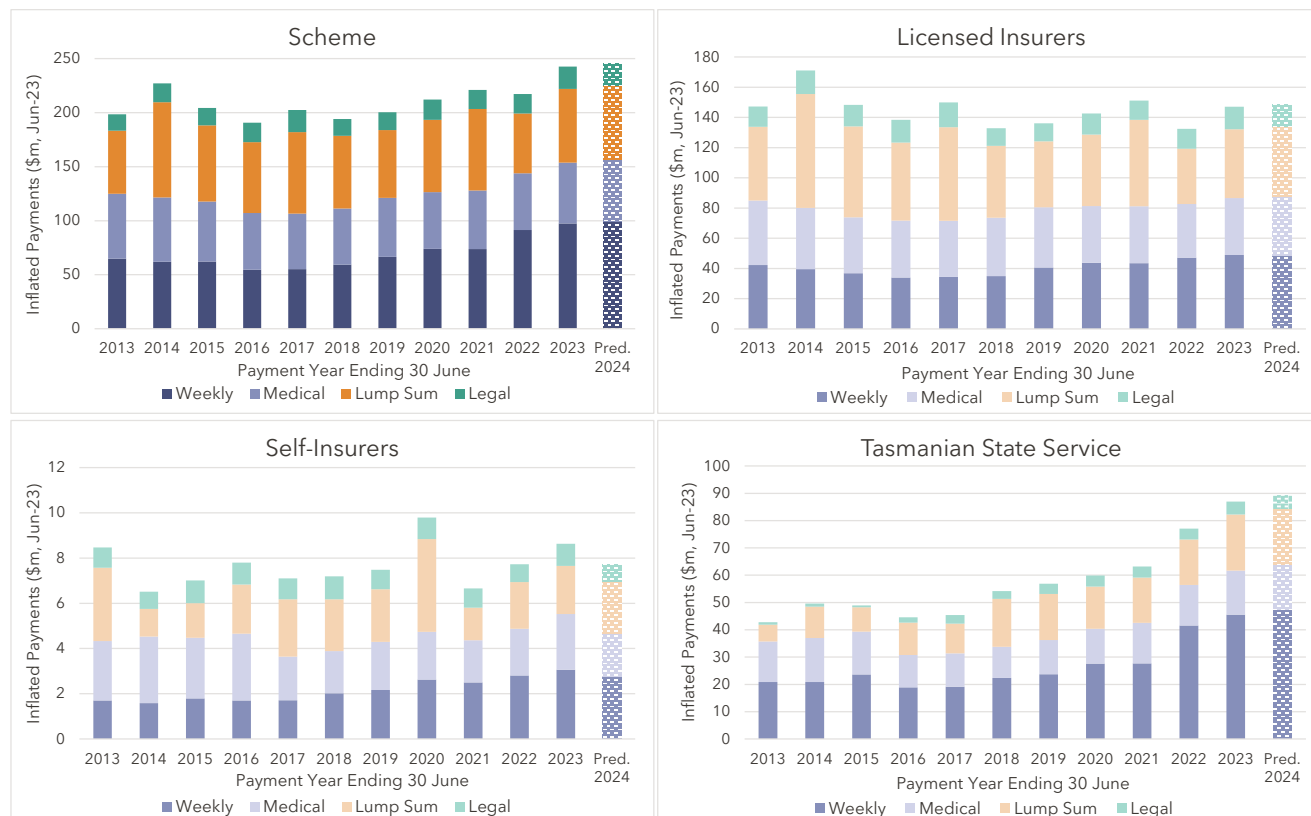 Scheme
Inflated Payments ($m, Jun-23)
250
200
150
100
50
0
2013 2014 2015 2016 2017 2018 2019 2020 2021 2022 2023 Pred.
2024
Payment Year Ending 30 June
Weekly Medical Lump Sum Legal
Licensed Insurers
Inflated Payments ($m, Jun-23)
180
160
140
120
100
80
60
40
20
0
2013 2014 2015 2016 2017 2018 2019 2020 2021 2022 2023 Pred.
2024
Payment Year Ending 30 June
Weekly Medical Lump Sum Legal
Self-Insurers
Inflated Payments ($m, Jun-23)
12
10
8
6
4
2
0
2013 2014 2015 2016 2017 2018 2019 2020 2021 2022 2023 Pred.
2024
Payment Year Ending 30 June
Weekly Medical Lump Sum Legal
Tasmanian State Service
Inflated Payments ($m, Jun-23)
100
90
80
70
60
50
40
30
20
10
0
2013 2014 2015 2016 2017 2018 2019 2020 2021 2022 2023 Pred.
2024
Payment Year Ending 30 June
Weekly Medical Lump Sum Legal